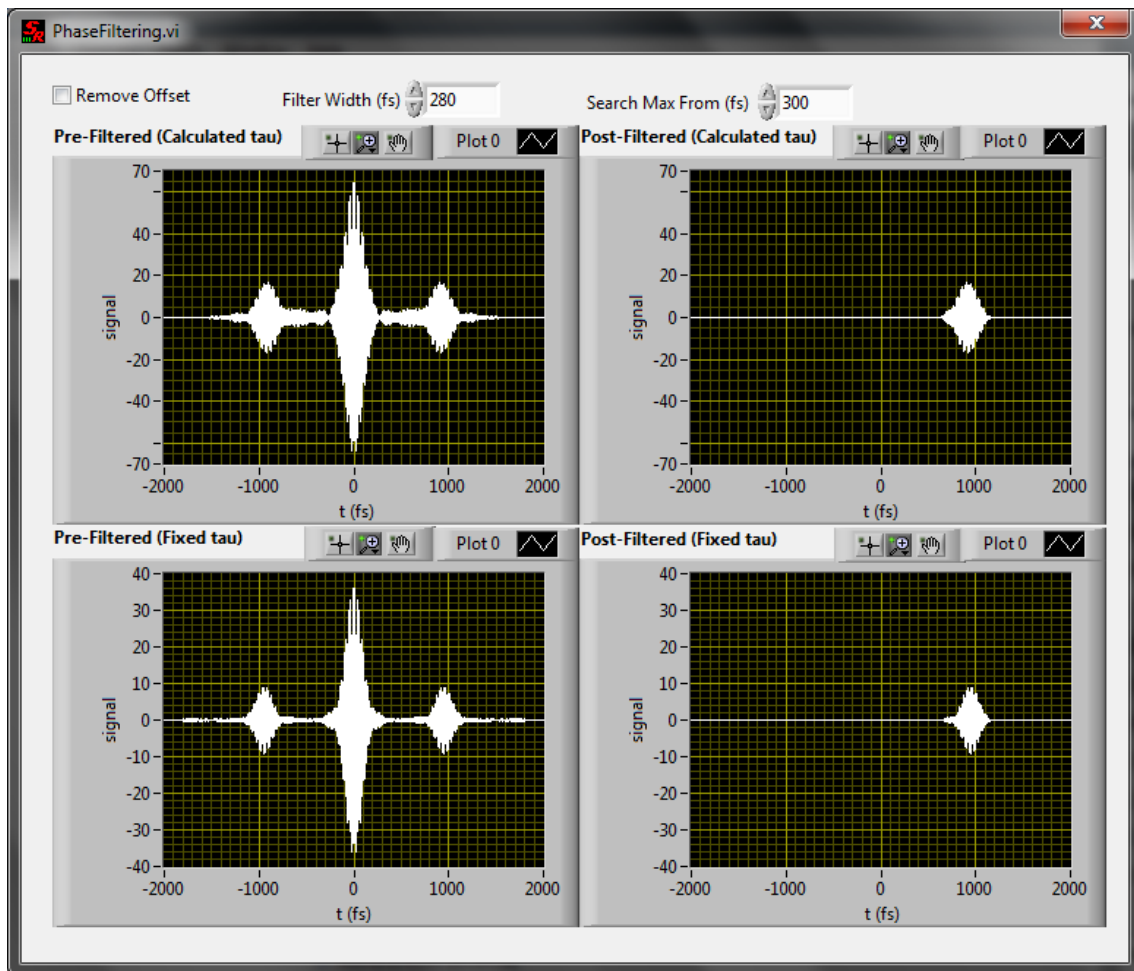 SR PhaseFiltering.vi
Remove Offset
Filter Width (fs) 280
Search Max From (fs) 300
Pre-Filtered (Calculated tau) Plot 0
70
40
20
0
-20
-40
-70
signal
-2000 -1000 0 1000 2000
t (fs)
Post-Filtered (Calculated tau) Plot 0
70
40
20
0
-20
-40
-70
signal
-2000 -1000 0 1000 2000
t (fs)
Pre-Filtered (Fixed tau) Plot 0
40
30
20
10
0
-10
-20
-30
-40
signal
-2000 -1000 0 1000 2000
t (fs)
Post-Filtered (Fixed tau) Plot 0
40
30
20
10
0
-10
-20
-30
-40
signal
-2000 -1000 0 1000 2000
t (fs)